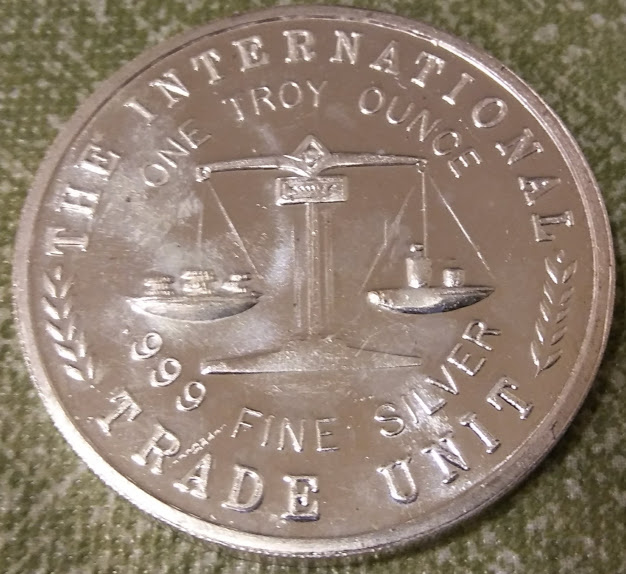 THE INTERNATIONAL
ONE TROY OUNCE
.999 FINE SILVER
TRADE UNIT